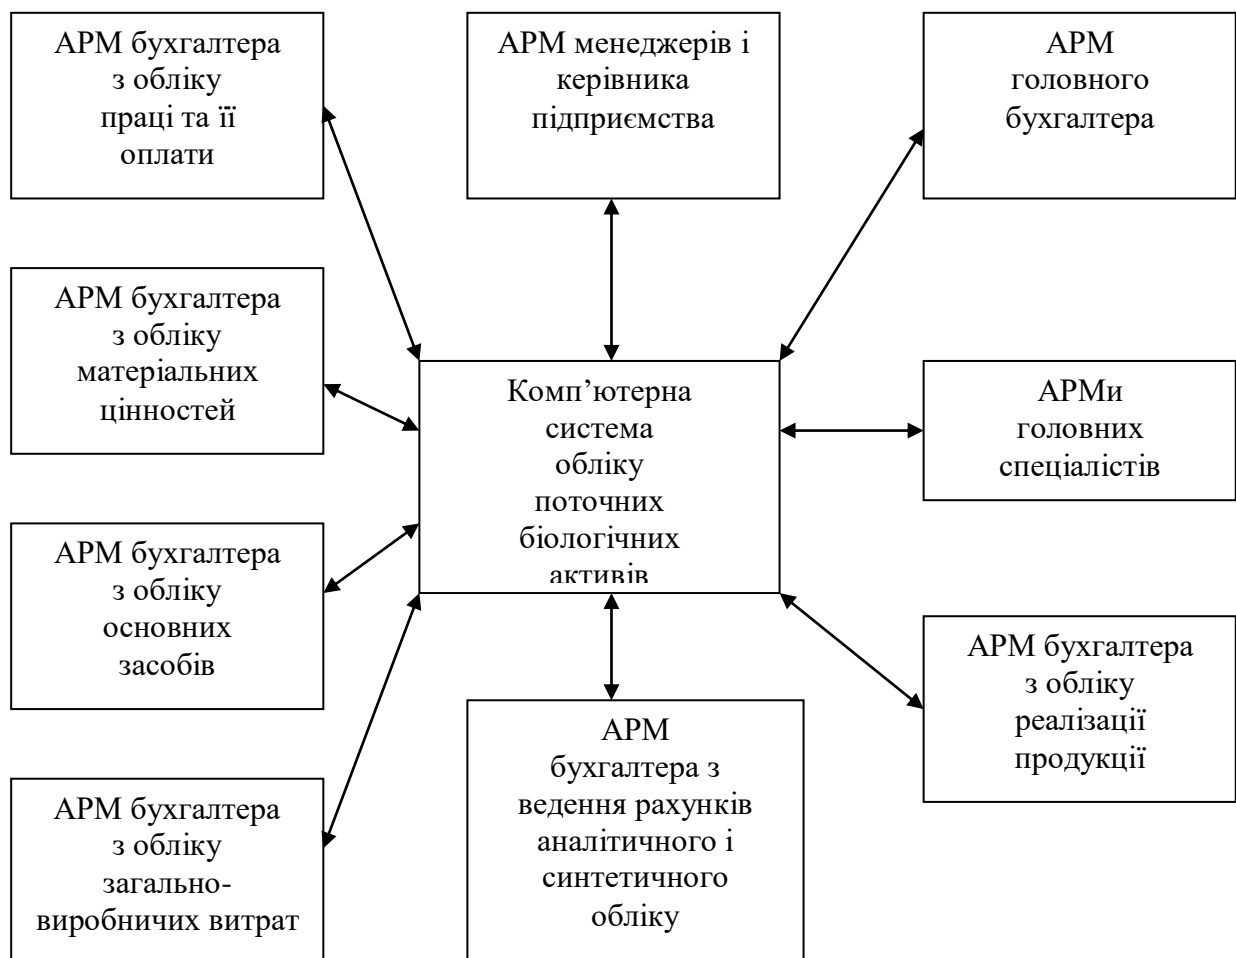 АРМ бухгалтера
з обліку
праці та її
оплати
АРМ менеджерів і
керівника
підприємства
АРМ
головного
бухгалтера
АРМ бухгалтера
з обліку
матеріальних
цінностей
Комп’ютерна
система
обліку
поточних
біологічних
активів
АРМи
головних
спеціалістів
АРМ бухгалтера
з обліку
основних
засобів
АРМ бухгалтера
з обліку
реалізації
продукції
АРМ
бухгалтера з
ведення рахунків
аналітичного і
синтетичного
обліку
АРМ бухгалтера
з обліку
загально-
виробничих витрат